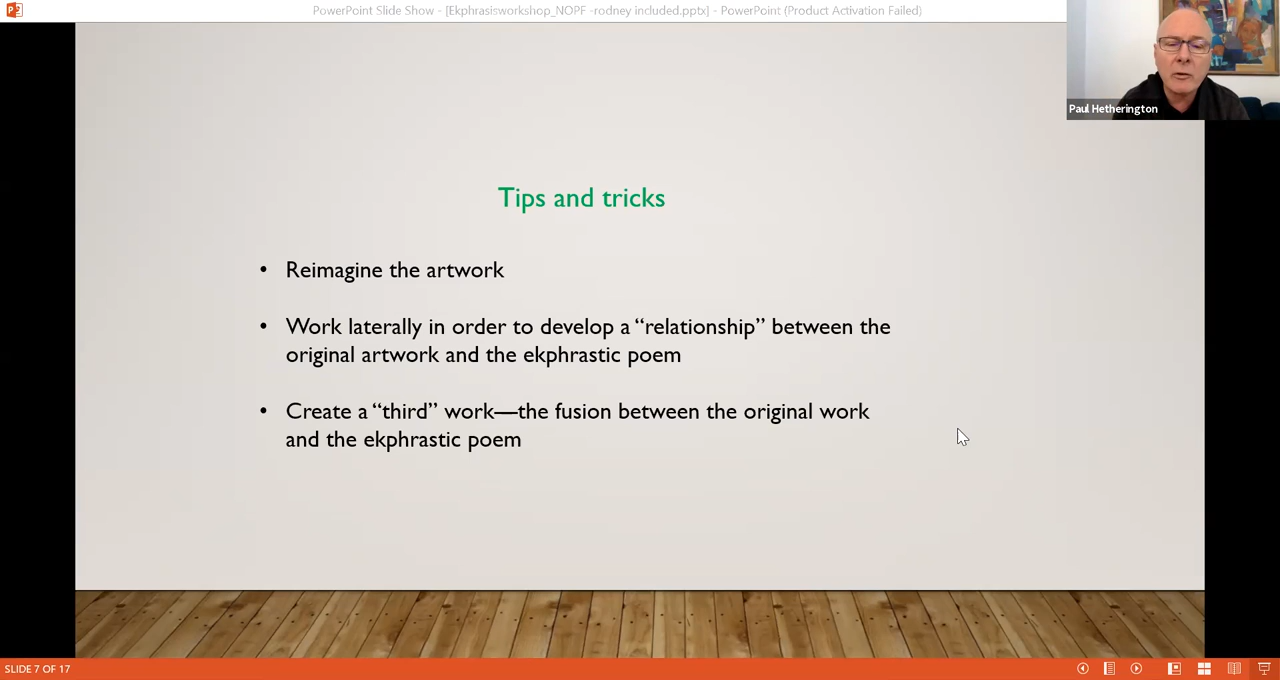 PowerPoint Slide Show - [Ekphrasisworkshop_NOPF -rodney included.pptx] - PowerPoint (Product Activation Failed)
Paul Hetherington
Tips and tricks
• Reimagine the artwork
• Work laterally in order to develop a “relationship” between the
original artwork and the ekphrastic poem
• Create a “third” work—the fusion between the original work
and the ekphrastic poem
SLIDE 7 OF 17